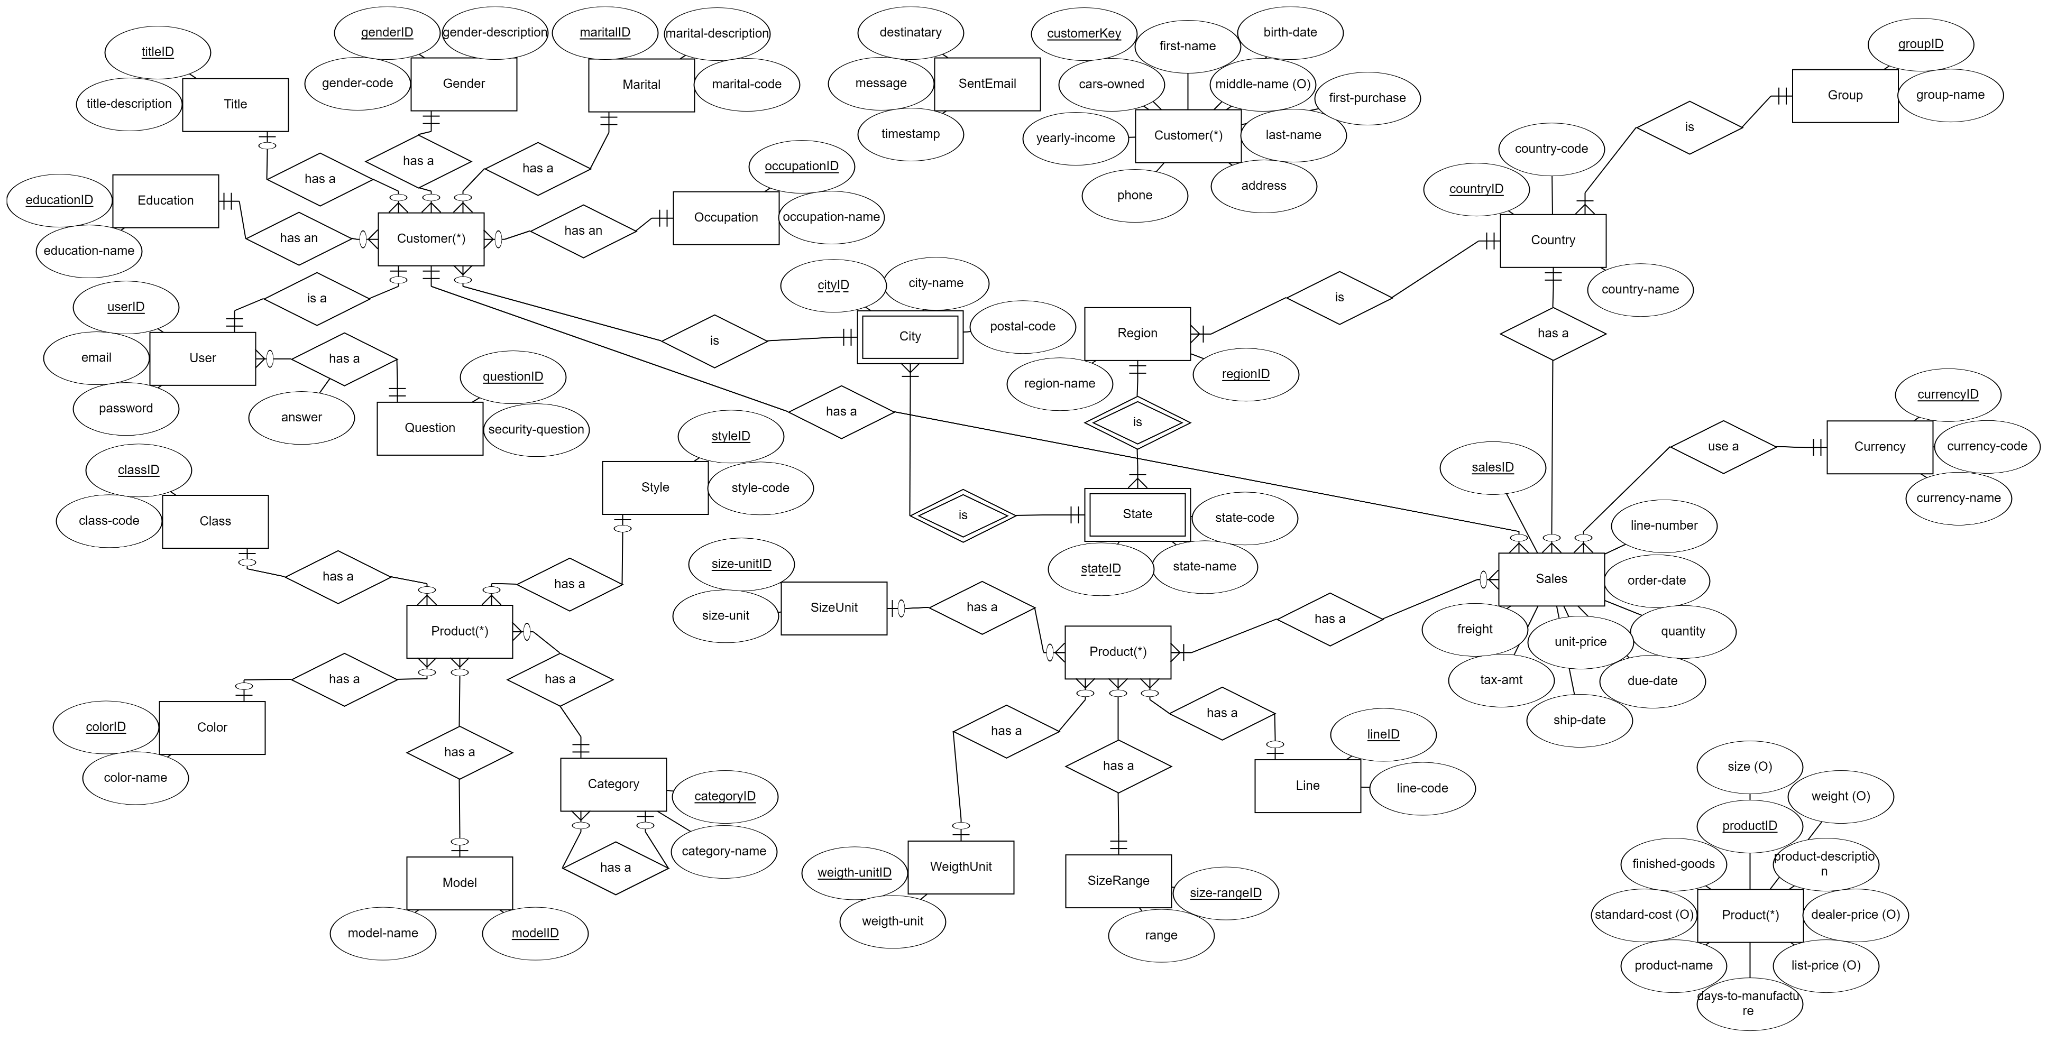 titleID
title-description
Title
genderID
gender-description
gender-code
Gender
maritalID
marital-description
Marital
marital-code
destinatary
message
SentEmail
timestamp
customerKey
first-name
birth-date
cars-owned
middle-name (O)
first-purchase
yearly-income
Customer(*)
last-name
phone
address
groupID
Group
group-name
is
country-code
countryID
Country
country-name
has a
has a
has a
has a
educationID
Education
education-name
has an
Customer(*)
has an
occupationID
Occupation
occupation-name
is a
userID
email
User
password
has a
answer
questionID
Question
security-question
is
cityID
city-name
City
postal-code
Region
region-name
regionID
is
is
has a
is
State
state-code
stateID
state-name
currencyID
Currency
currency-code
currency-name
use a
has a
salesID
line-number
Sales
order-date
freight
unit-price
quantity
tax-amt
due-date
ship-date
classID
Class
class-code
styleID
Style
style-code
has a
has a
Product(*)
has a
colorID
Color
color-name
has a
has a
Model
model-name
modelID
Category
categoryID
category-name
has a
size-unitID
SizeUnit
size-unit
has a
Product(*)
has a
has a
has a
lineID
Line
line-code
has a
weigth-unitID
WeigthUnit
weigth-unit
SizeRange
size-rangeID
range
size (O)
weight (O)
productID
finished-goods
product-descriptio
n
standard-cost (O)
Product(*)
dealer-price (O)
product-name
list-price (O)
days-to-manufactu
re